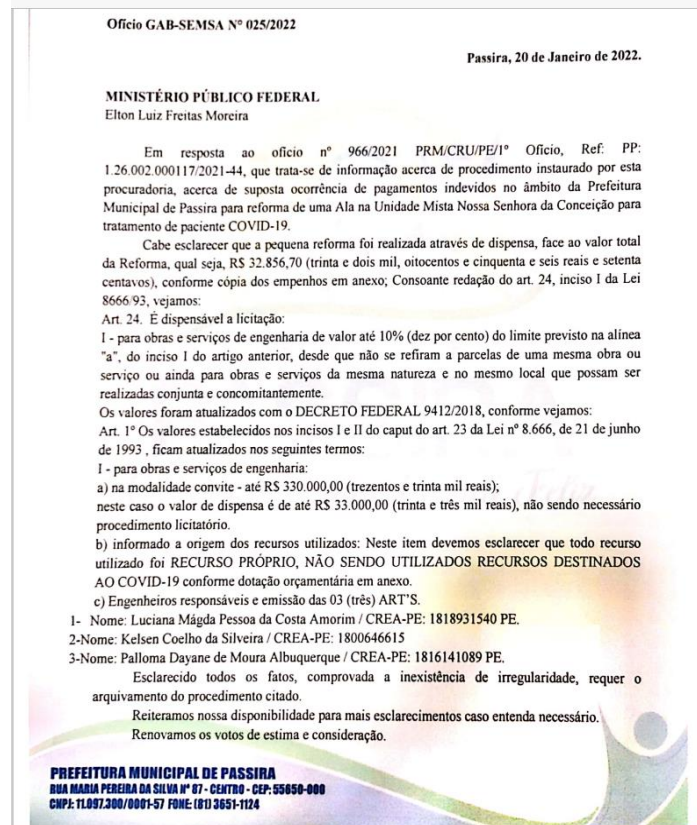 Ofício GAB-SEMSA Nº 025/2022
Passira, 20 de Janeiro de 2022.
MINISTÉRIO PÚBLICO FEDERAL
Elton Luiz Freitas Moreira
Em resposta ao oficio nº 966/2021 PRM/CRU/PE/1º Oficio, Ref: PP:
1.26.002.000117/2021-44, que trata-se de informação acerca de procedimento instaurado por esta
procuradoria, acerca de suposta ocorrência de pagamentos indevidos no âmbito da Prefeitura
Municipal de Passira para reforma de uma Ala na Unidade Mista Nossa Senhora da Conceição para
tratamento de paciente COVID-19.
Cabe esclarecer que a pequena reforma foi realizada através de dispensa, face ao valor total
da Reforma, qual seja, R$ 32.856,70 (trinta e dois mil, oitocentos e cinquenta e seis reais e setenta
centavos), conforme cópia dos empenhos em anexo; Consoante redação do art. 24, inciso I da Lei
8666/93, vejamos:
Art. 24. É dispensável a licitação:
I - para obras e serviços de engenharia de valor até 10% (dez por cento) do limite previsto na alínea
"a", do inciso I do artigo anterior, desde que não se refiram a parcelas de uma mesma obra ou
serviço ou ainda para obras e serviços da mesma natureza e no mesmo local que possam ser
realizadas conjunta e concomitantemente.
Os valores foram atualizados com o DECRETO FEDERAL 9412/2018, conforme vejamos:
Art. 1º Os valores estabelecidos nos incisos I e II do caput do art. 23 da Lei nº 8.666, de 21 de junho
de 1993 , ficam atualizados nos seguintes termos:
I - para obras e serviços de engenharia:
a) na modalidade convite - até R$ 330.000,00 (trezentos e trinta mil reais);
neste caso o valor de dispensa é de até R$ 33.000,00 (trinta e três mil reais), não sendo necessário
procedimento licitatório.
b) informado a origem dos recursos utilizados: Neste item devemos esclarecer que todo recurso
utilizado foi RECURSO PRÓPRIO, NÃO SENDO UTILIZADOS RECURSOS DESTINADOS
AO COVID-19 conforme dotação orçamentária em anexo.
c) Engenheiros responsáveis e emissão das 03 (três) ART'S.
1- Nome: Luciana Mágda Pessoa da Costa Amorim / CREA-PE: 1818931540 PE.
2-Nome: Kelsen Coelho da Silveira / CREA-PE: 1800646615
3-Nome: Palloma Dayane de Moura Albuquerque / CREA-PE: 1816141089 PE.
Esclarecido todos os fatos, comprovada a inexistência de irregularidade, requer o
arquivamento do procedimento citado.
Reiteramos nossa disponibilidade para mais esclarecimentos caso entenda necessário.
Renovamos os votos de estima e consideração.
PREFEITURA MUNICIPAL DE PASSIRA
RUA MARIA PEREIRA DA SILVA Nº 87 - CENTRO - CEP: 55650-000
CNPJ: 11.097.300/0001-57 FONE: (81) 3651-1124